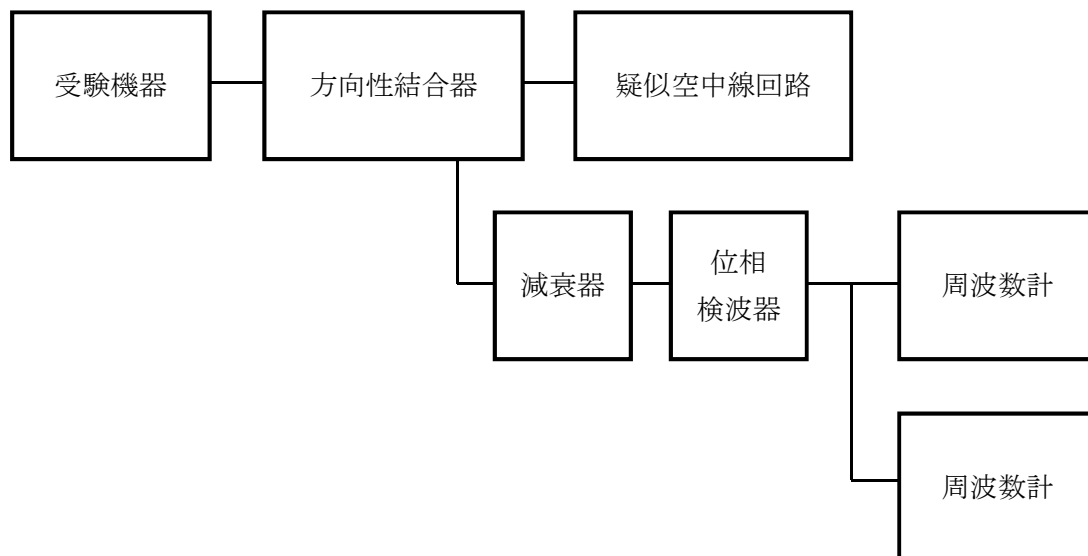 受験機器
方向性結合器
疑似空中線回路
減衰器
位相
検波器
周波数計
周波数計